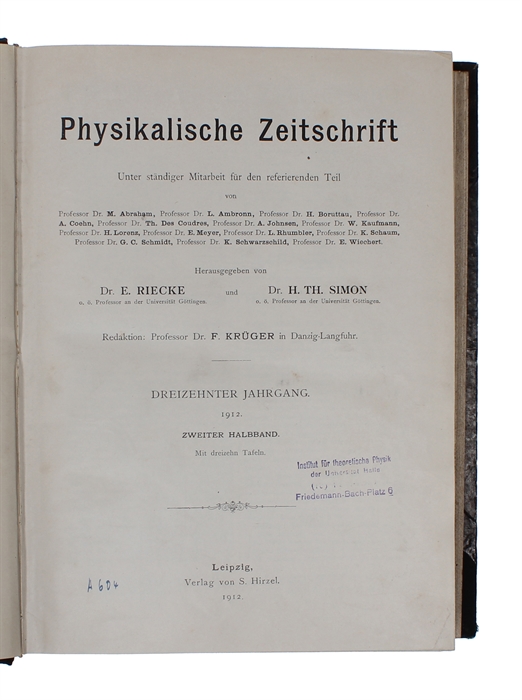 Physikalische Zeitschrift
Unter ständiger Mitarbeit für den referierenden Teil
von
Professor Dr. M. Abraham, Professor Dr. L. Ambronn, Professor Dr. H. Boruttau, Professor Dr.
A. Coehn, Professor Dr. Th. Des Coudres, Professor Dr. A. Johnsen, Professor Dr. W. Kaufmann,
Professor Dr. H. Lorenz, Professor Dr. E. Meyer, Professor Dr. L. Rhumbler, Professor Dr. K. Schaum,
Professor Dr. G. C. Schmidt, Professor Dr. K. Schwarzschild, Professor Dr. E. Wiechert.
Herausgegeben von
Dr. E. RIECKE und Dr. H. TH. SIMON
o. ö. Professor an der Universität Göttingen. o. ö. Professor an der Universität Göttingen.
Redaktion: Professor Dr. F. KRÜGER in Danzig-Langfuhr.
DREIZEHNTER JAHRGANG.
1912.
ZWEITER HALBBAND.
Mit dreizehn Tafeln.
Institut für theoretische Physik
der Universität Halle
Friedemann-Bach-Platz 6
Leipzig,
A 604
Verlag von S. Hirzel.
1912.